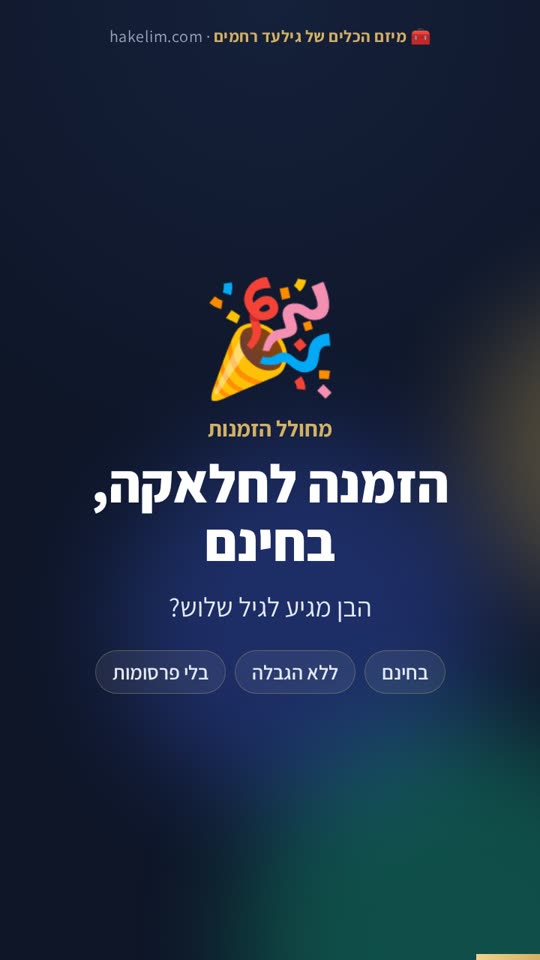 🧰 מיזם הכלים של גילעד רחמים · hakelim.com
מחולל הזמנות
הזמנה לחלאקה,
בחינם
הבן מגיע לגיל שלוש?
בחינם
ללא הגבלה
בלי פרסומות